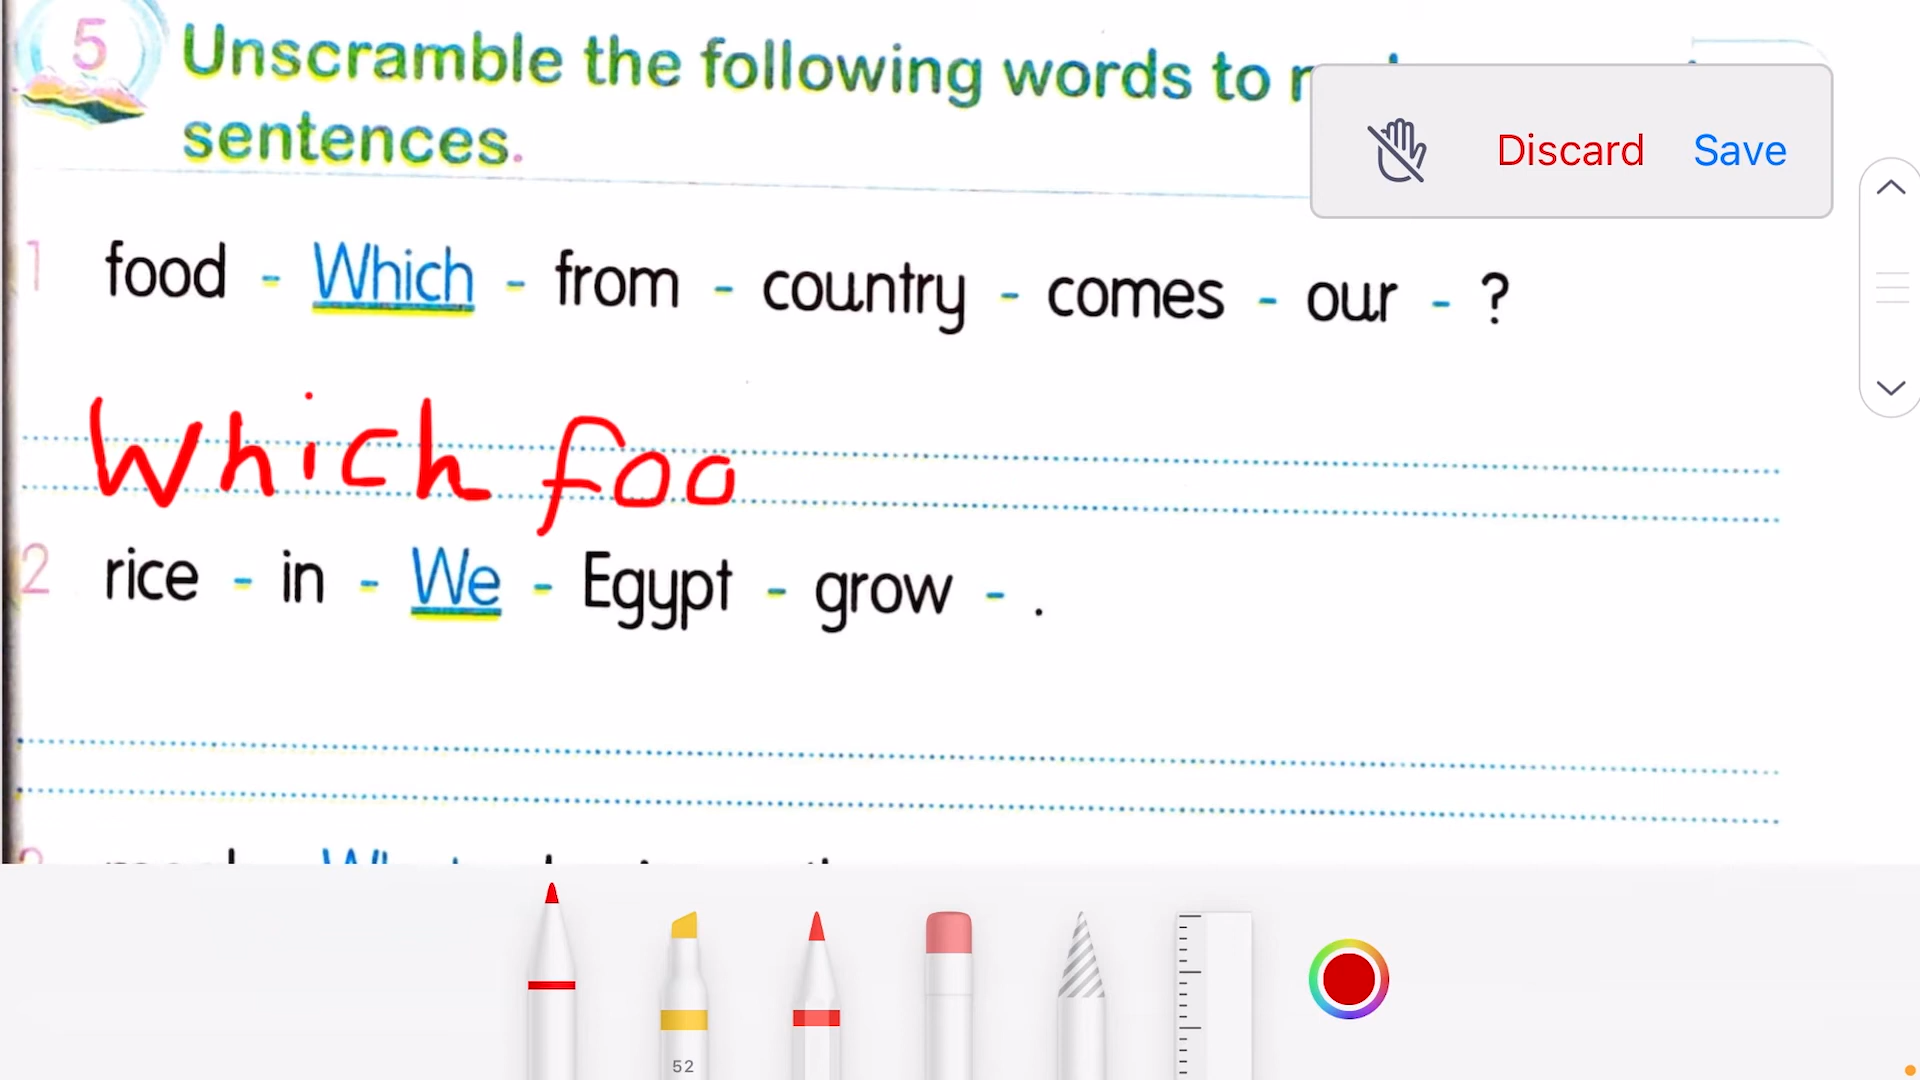 5 Unscramble the following words to
sentences.
Discard Save
1 food - Which - from - country - comes - our - ?
Which foo
2 rice - in - We - Egypt - grow - .
52